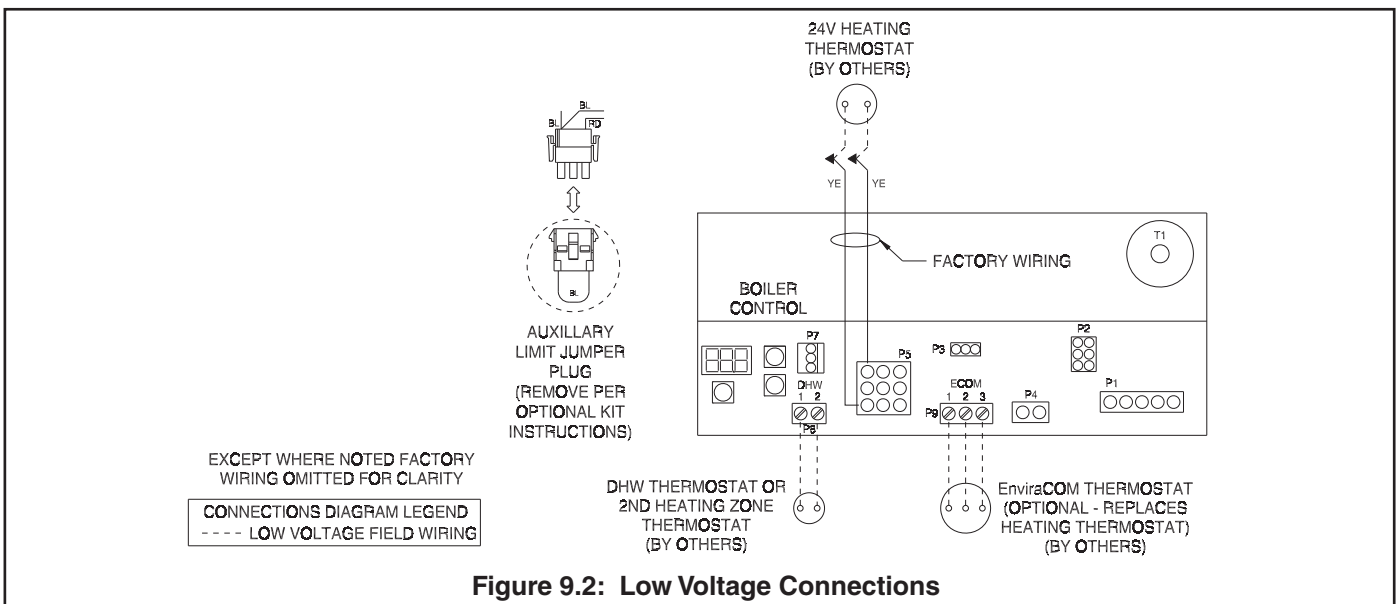 24V HEATING
THERMOSTAT
(BY OTHERS)
BL
BL
RD
YE
YE
T1
FACTORY WIRING
BOILER
CONTROL
BL
AUXILLARY
LIMIT JUMPER
PLUG
(REMOVE PER
OPTIONAL KIT
INSTRUCTIONS)
P7
P5
P3
P2
DHW
1 2
P6
ECOM
1 2 3
P9
P4
P1
EXCEPT WHERE NOTED FACTORY
WIRING OMITTED FOR CLARITY
CONNECTIONS DIAGRAM LEGEND
---- LOW VOLTAGE FIELD WIRING
DHW THERMOSTAT OR
2ND HEATING ZONE
THERMOSTAT
(BY OTHERS)
EnviraCOM THERMOSTAT
(OPTIONAL - REPLACES
HEATING THERMOSTAT)
(BY OTHERS)
Figure 9.2: Low Voltage Connections